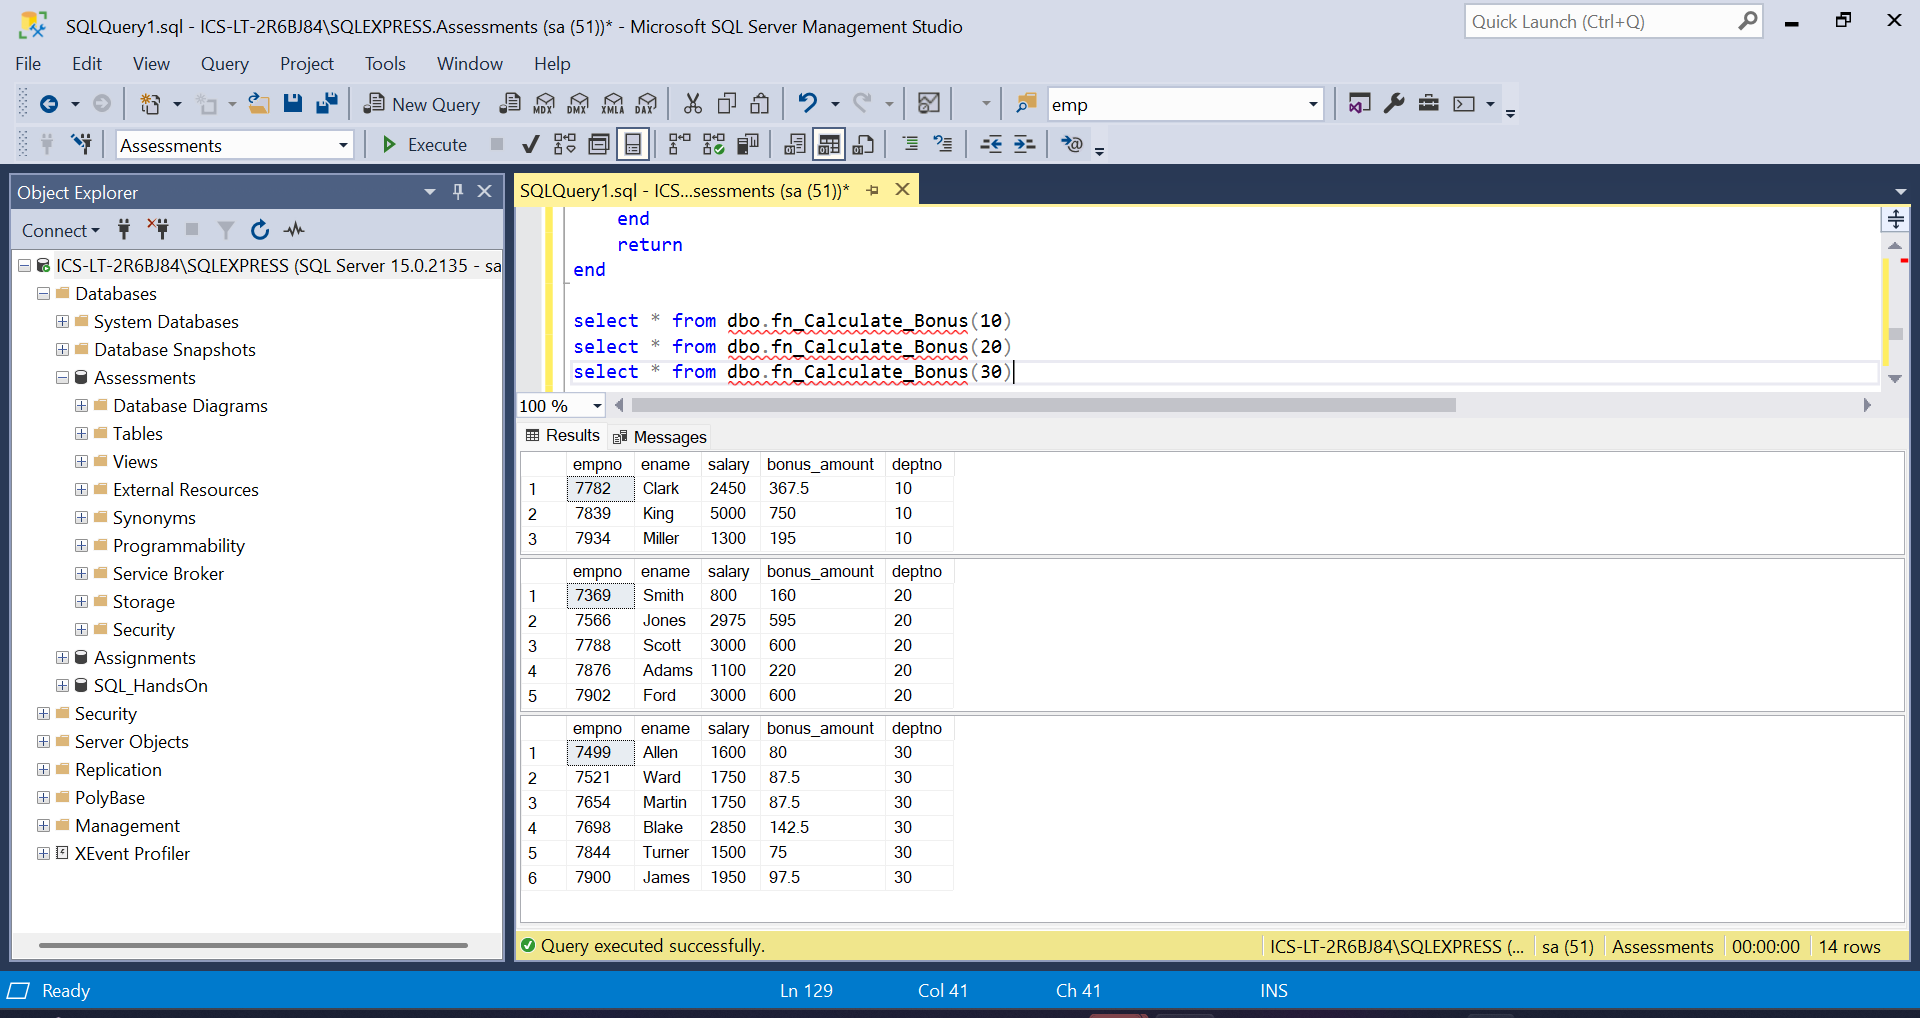 SQLQuery1.sql - ICS-LT-2R6BJ84\SQLEXPRESS.Assessments (sa (51))* - Microsoft SQL Server Management Studio
Quick Launch (Ctrl+Q)
File Edit View Query Project Tools Window Help
New Query MDX DMX XMLA DAX emp
Assessments Execute
Object Explorer
SQLQuery1.sql - ICS...sessments (sa (51))*
Connect
ICS-LT-2R6BJ84\SQLEXPRESS (SQL Server 15.0.2135 - sa
Databases
System Databases
Database Snapshots
Assessments
Database Diagrams
Tables
Views
External Resources
Synonyms
Programmability
Service Broker
Storage
Security
Assignments
SQL_HandsOn
Security
Server Objects
Replication
PolyBase
Management
XEvent Profiler
end
return
end
select * from dbo.fn_Calculate_Bonus(10)
select * from dbo.fn_Calculate_Bonus(20)
select * from dbo.fn_Calculate_Bonus(30)
100 %
Results Messages
empno ename salary bonus_amount deptno
1 7782 Clark 2450 367.5 10
2 7839 King 5000 750 10
3 7934 Miller 1300 195 10
empno ename salary bonus_amount deptno
1 7369 Smith 800 160 20
2 7566 Jones 2975 595 20
3 7788 Scott 3000 600 20
4 7876 Adams 1100 220 20
5 7902 Ford 3000 600 20
empno ename salary bonus_amount deptno
1 7499 Allen 1600 80 30
2 7521 Ward 1750 87.5 30
3 7654 Martin 1750 87.5 30
4 7698 Blake 2850 142.5 30
5 7844 Turner 1500 75 30
6 7900 James 1950 97.5 30
Query executed successfully. ICS-LT-2R6BJ84\SQLEXPRESS (... sa (51) Assessments 00:00:00 14 rows
Ready Ln 129 Col 41 Ch 41 INS